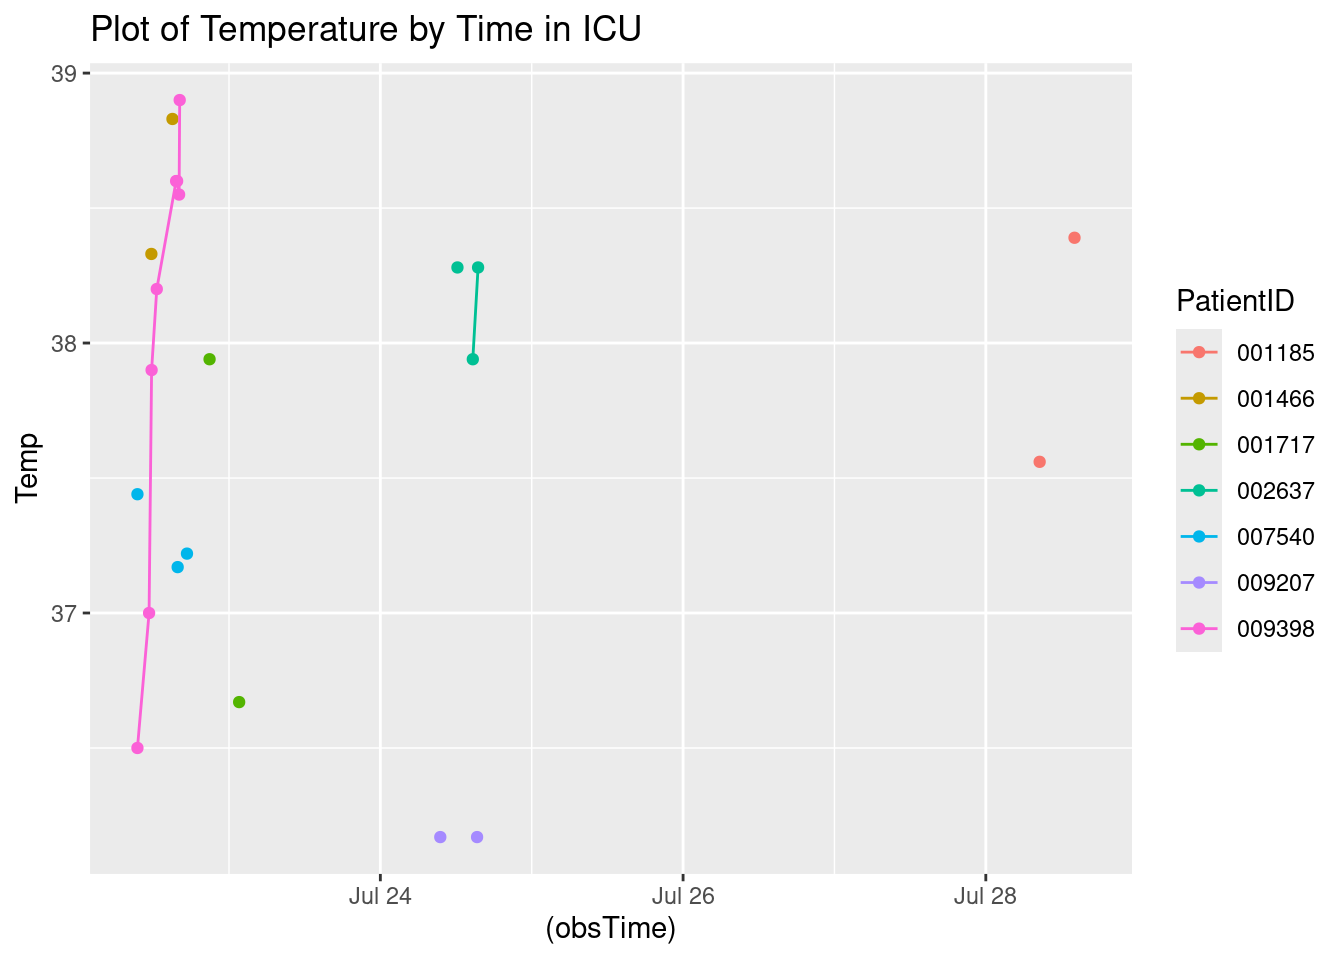 Plot of Temperature by Time in ICU
39
38
37
Temp
Jul 24
Jul 26
Jul 28
(obsTime)
PatientID
001185
001466
001717
002637
007540
009207
009398